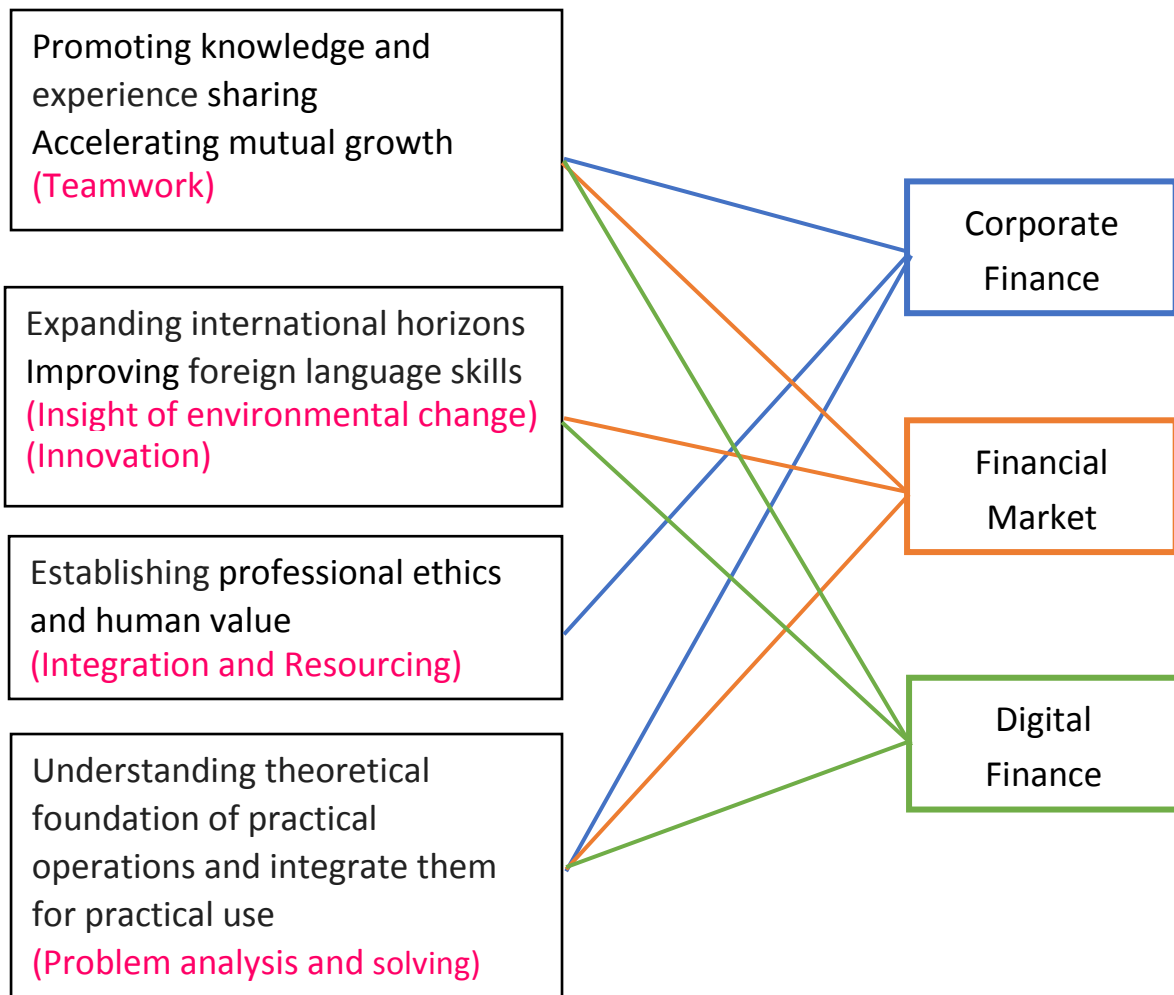 Promoting knowledge and
experience sharing
Accelerating mutual growth
(Teamwork)
Expanding international horizons
Improving foreign language skills
(Insight of environmental change)
(Innovation)
Establishing professional ethics
and human value
(Integration and Resourcing)
Understanding theoretical
foundation of practical
operations and integrate them
for practical use
(Problem analysis and solving)
Corporate
Finance
Financial
Market
Digital
Finance